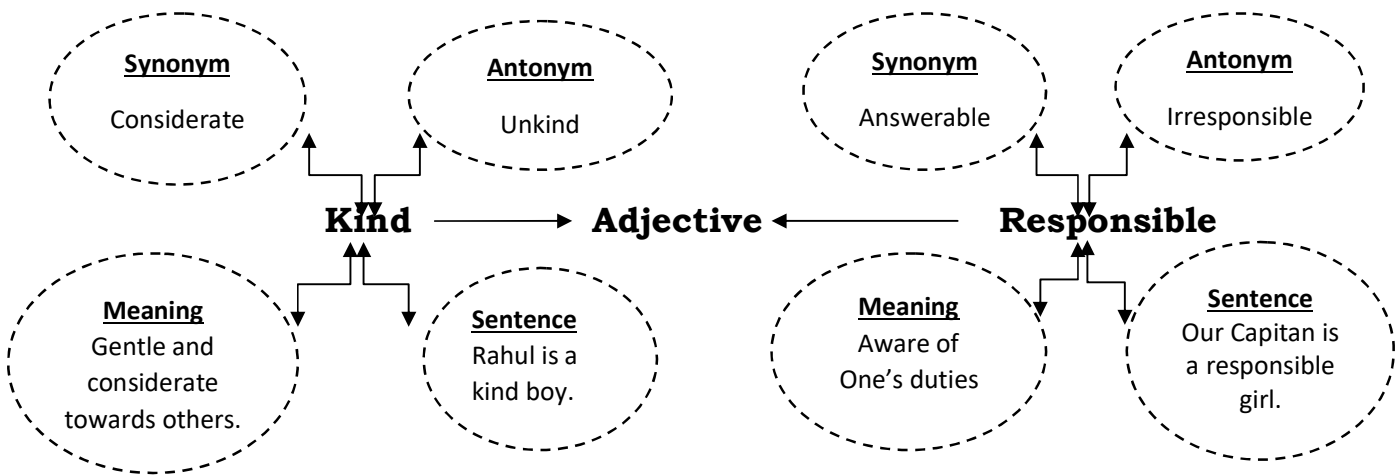 Synonym
Considerate
Antonym
Unkind
Synonym
Answerable
Antonym
Irresponsible
Kind
Adjective
Responsible
Meaning
Gentle and
considerate
towards others.
Sentence
Rahul is a
kind boy.
Meaning
Aware of
One’s duties
Sentence
Our Capitan is
a responsible
girl.